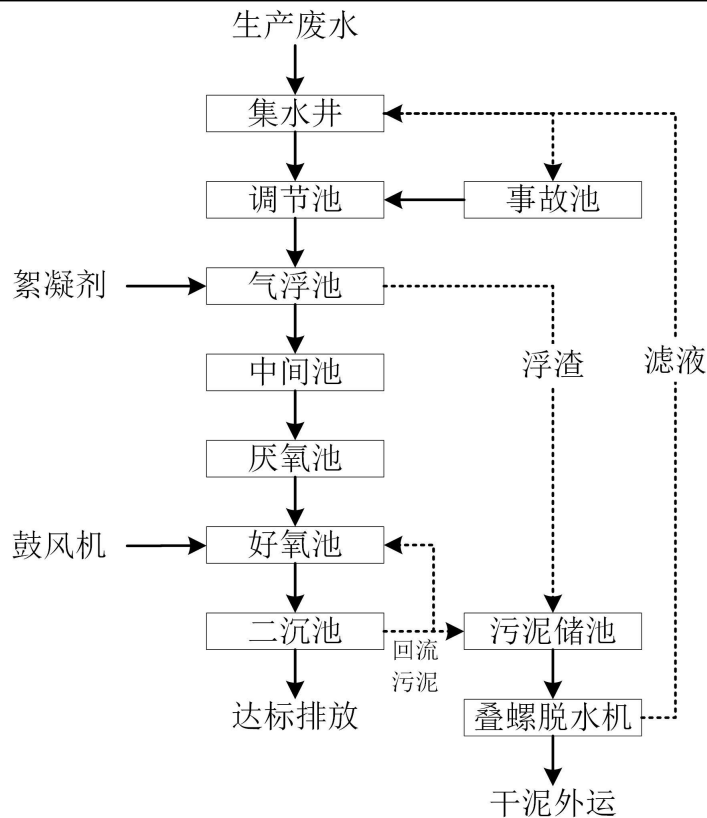 生产废水
集水井
调节池
事故池
絮凝剂
气浮池
中间池
浮渣
滤液
厌氧池
鼓风机
好氧池
二沉池
回流
污泥
污泥储池
达标排放
叠螺脱水机
干泥外运